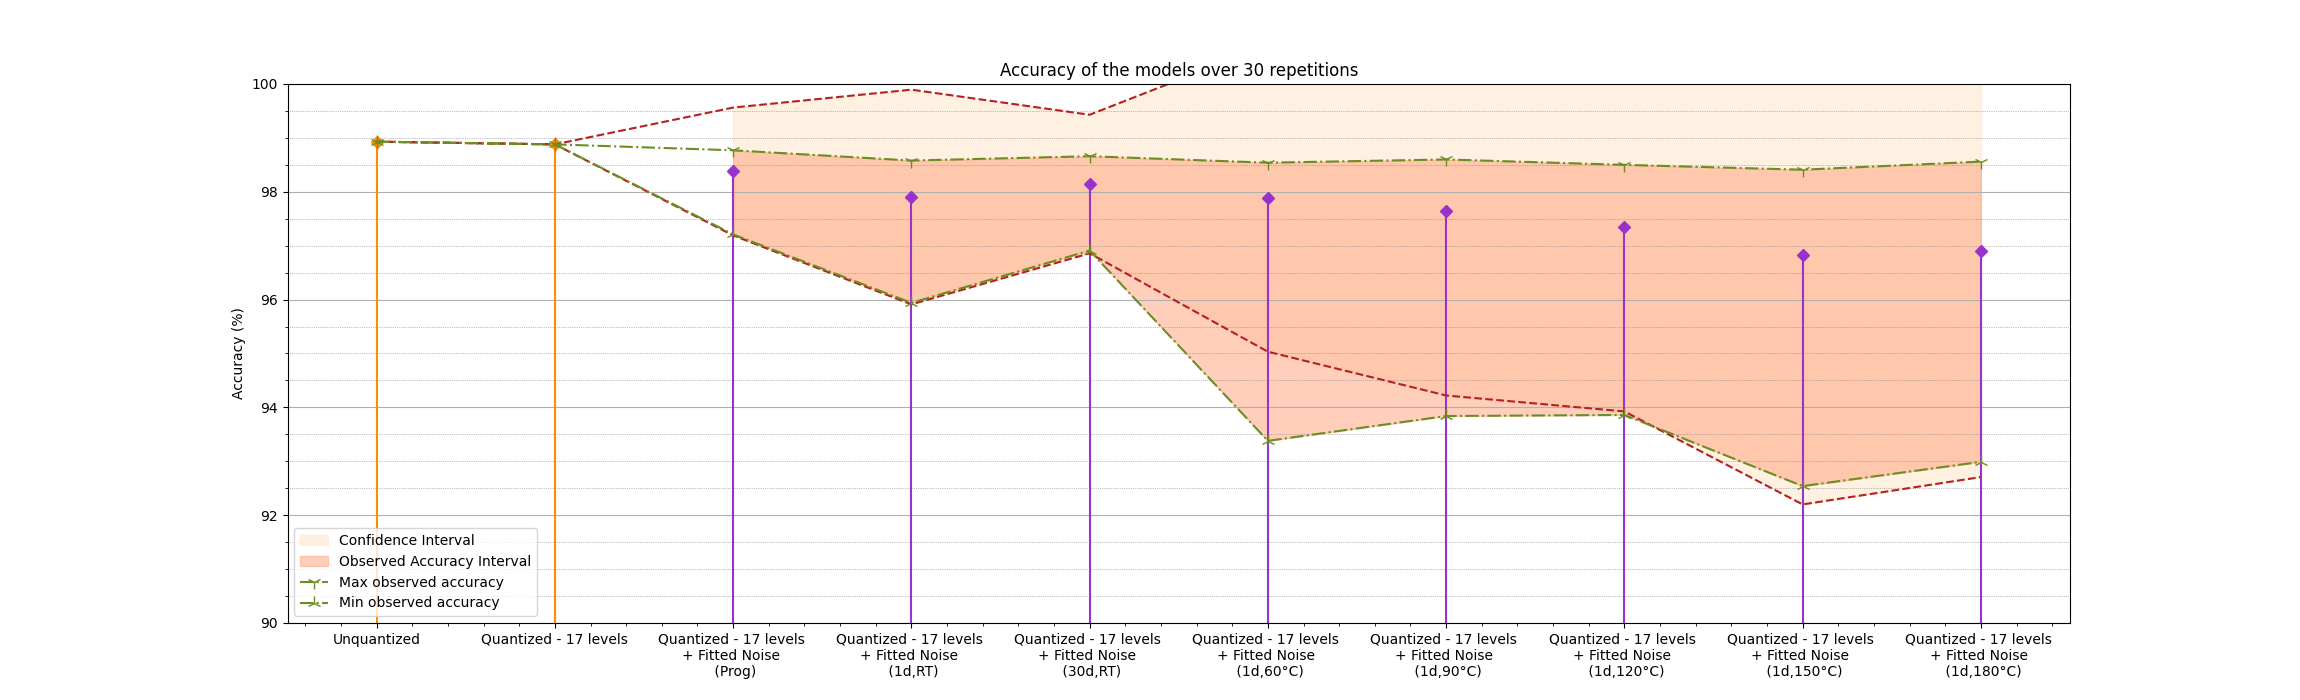 Accuracy of the models over 30 repetitions
100
98
96
94
92
90
Accuracy (%)
Confidence Interval
Observed Accuracy Interval
Max observed accuracy
Min observed accuracy
Unquantized
Quantized - 17 levels
Quantized - 17 levels
+ Fitted Noise
(Prog)
Quantized - 17 levels
+ Fitted Noise
(1d,RT)
Quantized - 17 levels
+ Fitted Noise
(30d,RT)
Quantized - 17 levels
+ Fitted Noise
(1d,60°C)
Quantized - 17 levels
+ Fitted Noise
(1d,90°C)
Quantized - 17 levels
+ Fitted Noise
(1d,120°C)
Quantized - 17 levels
+ Fitted Noise
(1d,150°C)
Quantized - 17 levels
+ Fitted Noise
(1d,180°C)